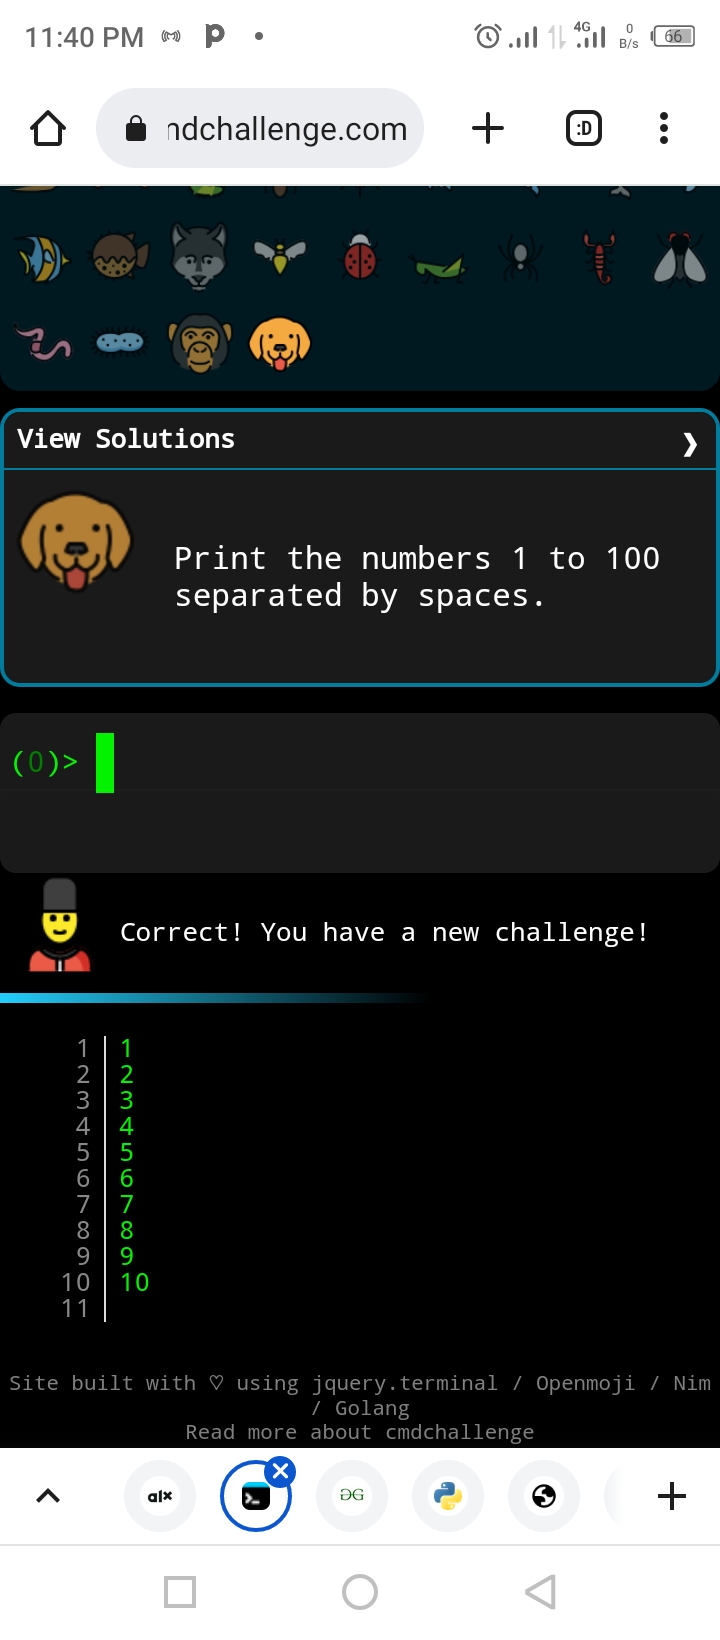 11:40 PM
4G
0
B/s
66
ndchallenge.com
:D
View Solutions ❯
Print the numbers 1 to 100
separated by spaces.
(0)>
Correct! You have a new challenge!
1 1
2 2
3 3
4 4
5 5
6 6
7 7
8 8
9 9
10 10
11
Site built with ♡ using jquery.terminal / Openmoji / Nim
/ Golang
Read more about cmdchallenge
alx